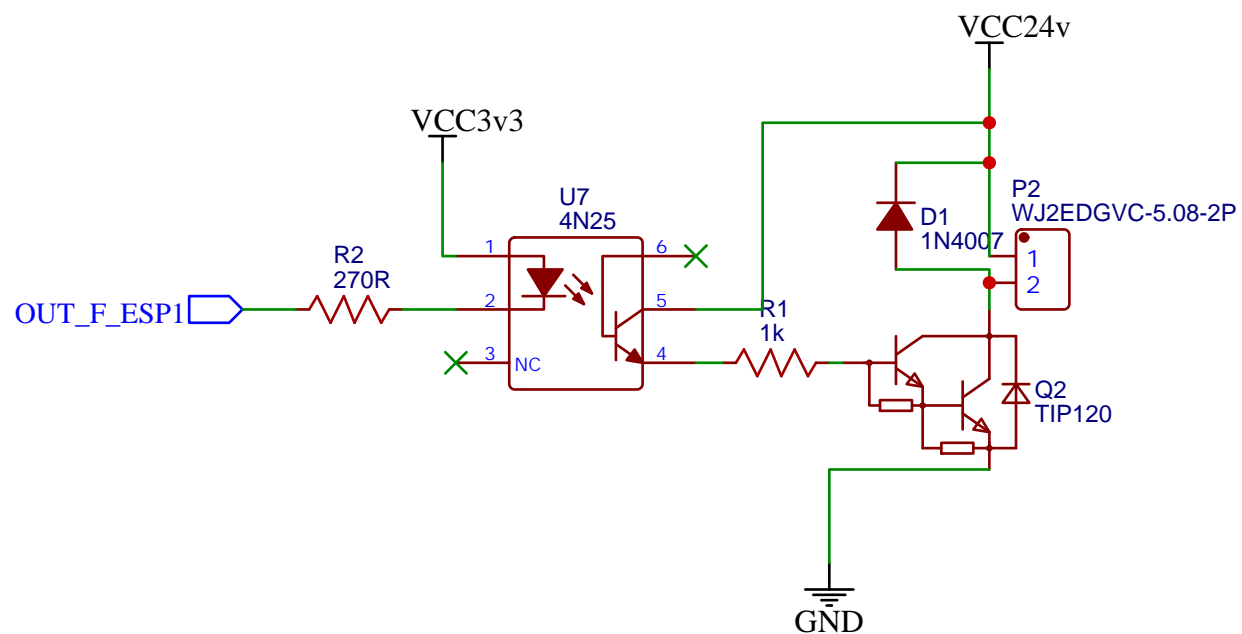 VCC24v
VCC3v3
U7
4N25
P2
WJ2EDGVC-5.08-2P
D1
1N4007
R2
270R
1
6
1
2
OUT_F_ESP1
2
5
R1
1k
3
NC
4
Q2
TIP120
GND